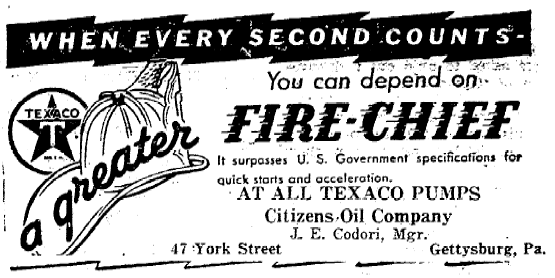 WHEN EVERY SECOND COUNTS-
You can depend on
TEXACO
T
a greater
FIRE-CHIEF
It surpasses U. S. Government specifications for
quick starts and acceleration.
AT ALL TEXACO PUMPS
Citizens Oil Company
J. E. Codori, Mgr.
47 York Street Gettysburg, Pa.